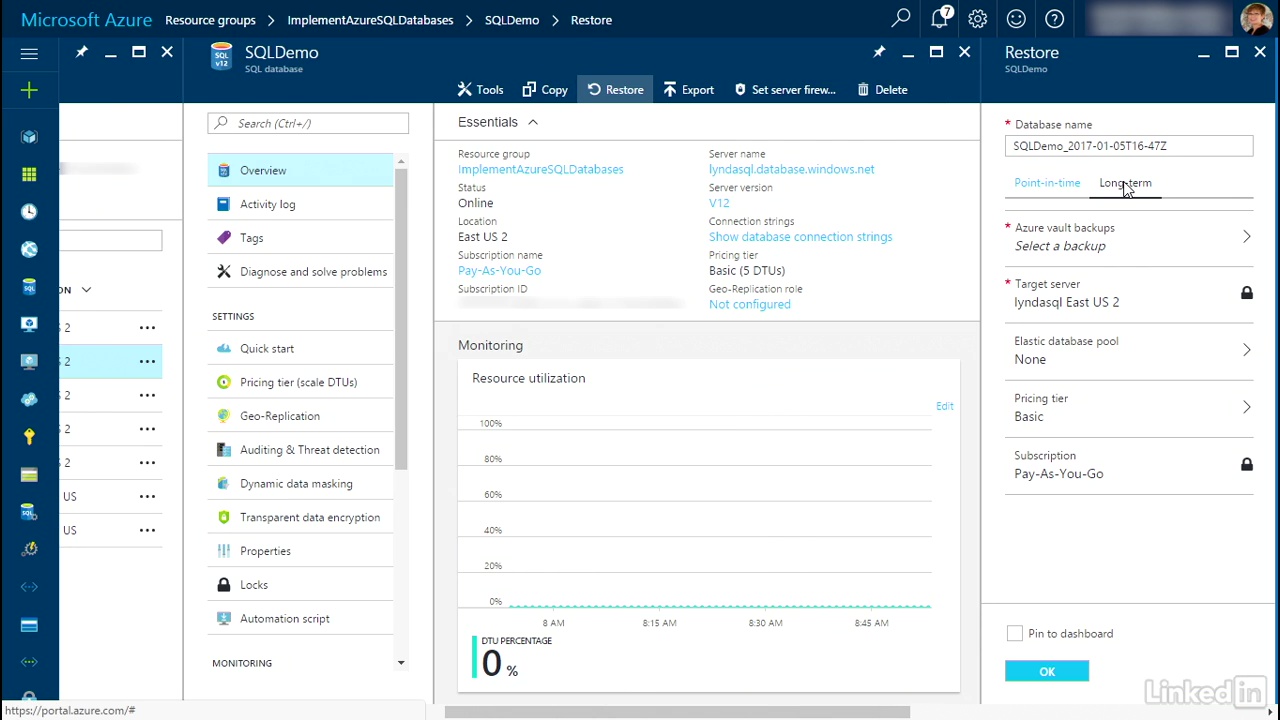 Microsoft Azure Resource groups > ImplementAzureSQLDatabases > SQLDemo > Restore
7
SQL
v12
SQLDemo
SQL database
Tools
Copy
Restore
Export
Set server firew...
Delete
Restore
SQLDemo
Search (Ctrl+/)
Overview
Activity log
Tags
Diagnose and solve problems
SETTINGS
Quick start
Pricing tier (scale DTUs)
Geo-Replication
Auditing & Threat detection
Dynamic data masking
Transparent data encryption
Properties
Locks
Automation script
MONITORING
Essentials
Resource group
ImplementAzureSQLDatabases
Status
Online
Location
East US 2
Subscription name
Pay-As-You-Go
Subscription ID
Server name
lyndasql.database.windows.net
Server version
V12
Connection strings
Show database connection strings
Pricing tier
Basic (5 DTUs)
Geo-Replication role
Not configured
Monitoring
Resource utilization
Edit
100%
80%
60%
40%
20%
0%
8 AM 8:15 AM 8:30 AM 8:45 AM
DTU PERCENTAGE
0 %
* Database name
SQLDemo_2017-01-05T16-47Z
Point-in-time Long-term
* Azure vault backups
Select a backup
* Target server
lyndasql East US 2
Elastic database pool
None
Pricing tier
Basic
Subscription
Pay-As-You-Go
Pin to dashboard
OK
ON
S 2
S 2
S 2
S 2
S 2
US
US
https://portal.azure.com/#
LinkedIn